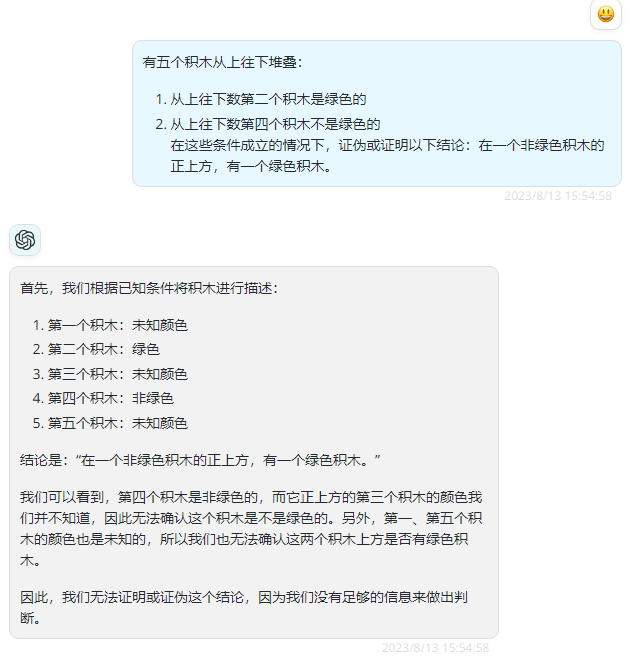 有五个积木从上往下堆叠：
1. 从上往下数第二个积木是绿色的
2. 从上往下数第四个积木不是绿色的
在这些条件成立的情况下，证伪或证明以下结论：在一个非绿色积木的
正上方，有一个绿色积木。
2023/8/13 15:54:58
首先，我们根据已知条件将积木进行描述：
1. 第一个积木：未知颜色
2. 第二个积木：绿色
3. 第三个积木：未知颜色
4. 第四个积木：非绿色
5. 第五个积木：未知颜色
结论是：“在一个非绿色积木的正上方，有一个绿色积木。”
我们可以看到，第四个积木是非绿色的，而它正上方的第三个积木的颜色我
们并不知道，因此无法确认这个积木是不是绿色的。另外，第一、第五个积
木的颜色也是未知的，所以我们也无法确认这两个积木上方是否有绿色积
木。
因此，我们无法证明或证伪这个结论，因为我们没有足够的信息来做出判
断。
2023/8/13 15:54:58